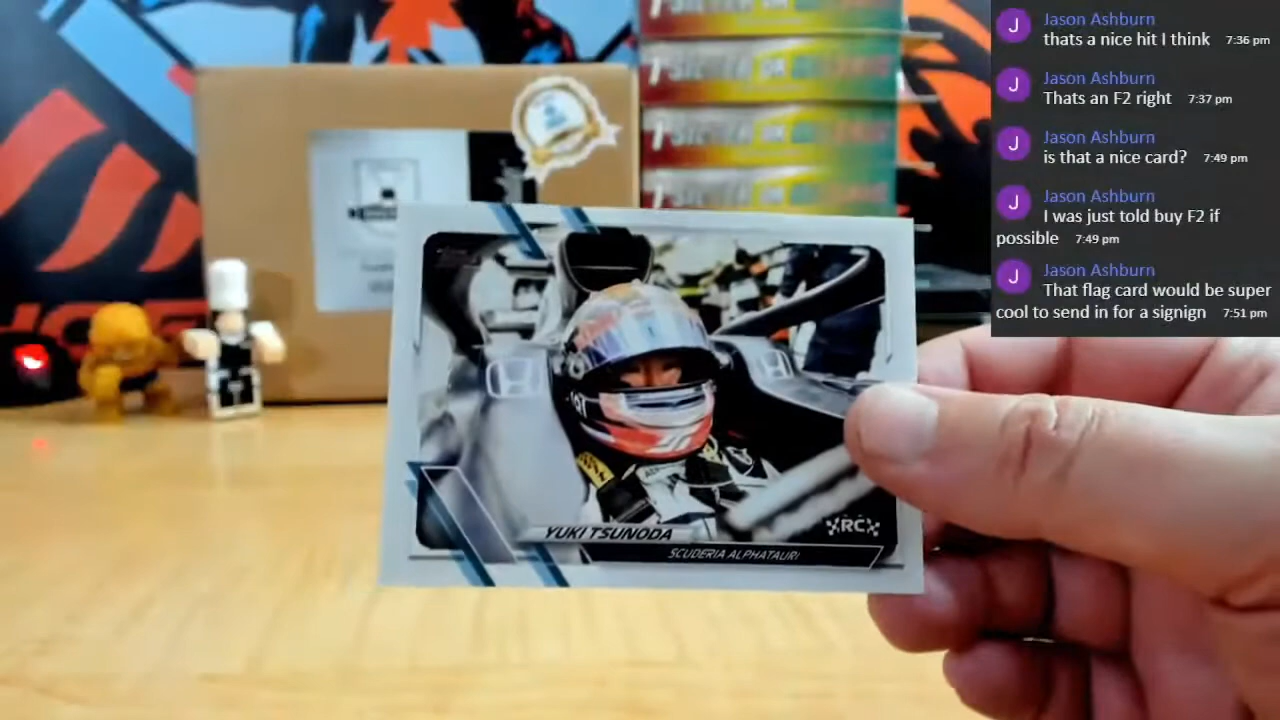 J
Jason Ashburn
thats a nice hit I think 7:36 pm
J
Jason Ashburn
Thats an F2 right 7:37 pm
J
Jason Ashburn
is that a nice card? 7:49 pm
J
Jason Ashburn
I was just told buy F2 if
possible 7:49 pm
J
Jason Ashburn
That flag card would be super
cool to send in for a signign 7:51 pm
YUKI TSUNODA
RC
SCUDERIA ALPHATAURI